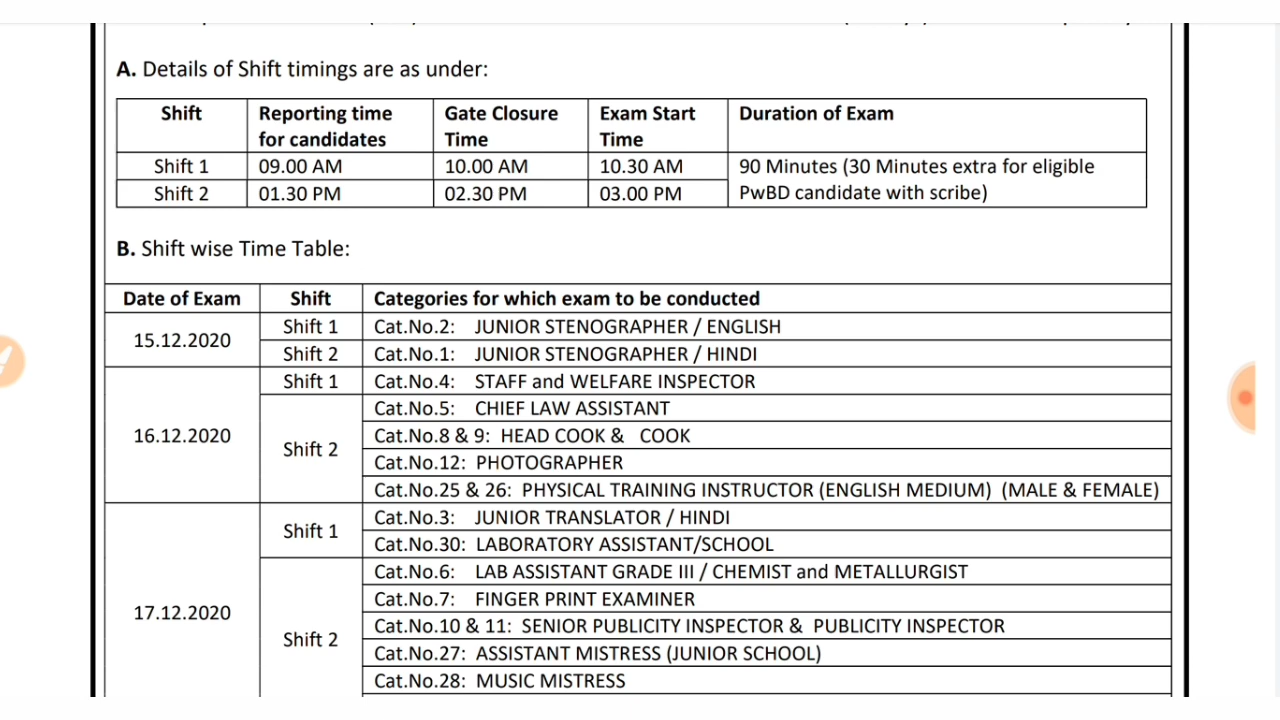 A. Details of Shift timings are as under:
Shift Reporting time for candidates Gate Closure Time Exam Start Time Duration of Exam
Shift 1 09.00 AM 10.00 AM 10.30 AM 90 Minutes (30 Minutes extra for eligible
Shift 2 01.30 PM 02.30 PM 03.00 PM PwBD candidate with scribe)
B. Shift wise Time Table:
Date of Exam Shift Categories for which exam to be conducted
15.12.2020 Shift 1 Cat.No.2: JUNIOR STENOGRAPHER / ENGLISH
Shift 2 Cat.No.1: JUNIOR STENOGRAPHER / HINDI
16.12.2020 Shift 1 Cat.No.4: STAFF and WELFARE INSPECTOR
Shift 2 Cat.No.5: CHIEF LAW ASSISTANT
Cat.No.8 & 9: HEAD COOK & COOK
Cat.No.12: PHOTOGRAPHER
Cat.No.25 & 26: PHYSICAL TRAINING INSTRUCTOR (ENGLISH MEDIUM) (MALE & FEMALE)
17.12.2020 Shift 1 Cat.No.3: JUNIOR TRANSLATOR / HINDI
Cat.No.30: LABORATORY ASSISTANT/SCHOOL
Shift 2 Cat.No.6: LAB ASSISTANT GRADE III / CHEMIST and METALLURGIST
Cat.No.7: FINGER PRINT EXAMINER
Cat.No.10 & 11: SENIOR PUBLICITY INSPECTOR & PUBLICITY INSPECTOR
Cat.No.27: ASSISTANT MISTRESS (JUNIOR SCHOOL)
Cat.No.28: MUSIC MISTRESS